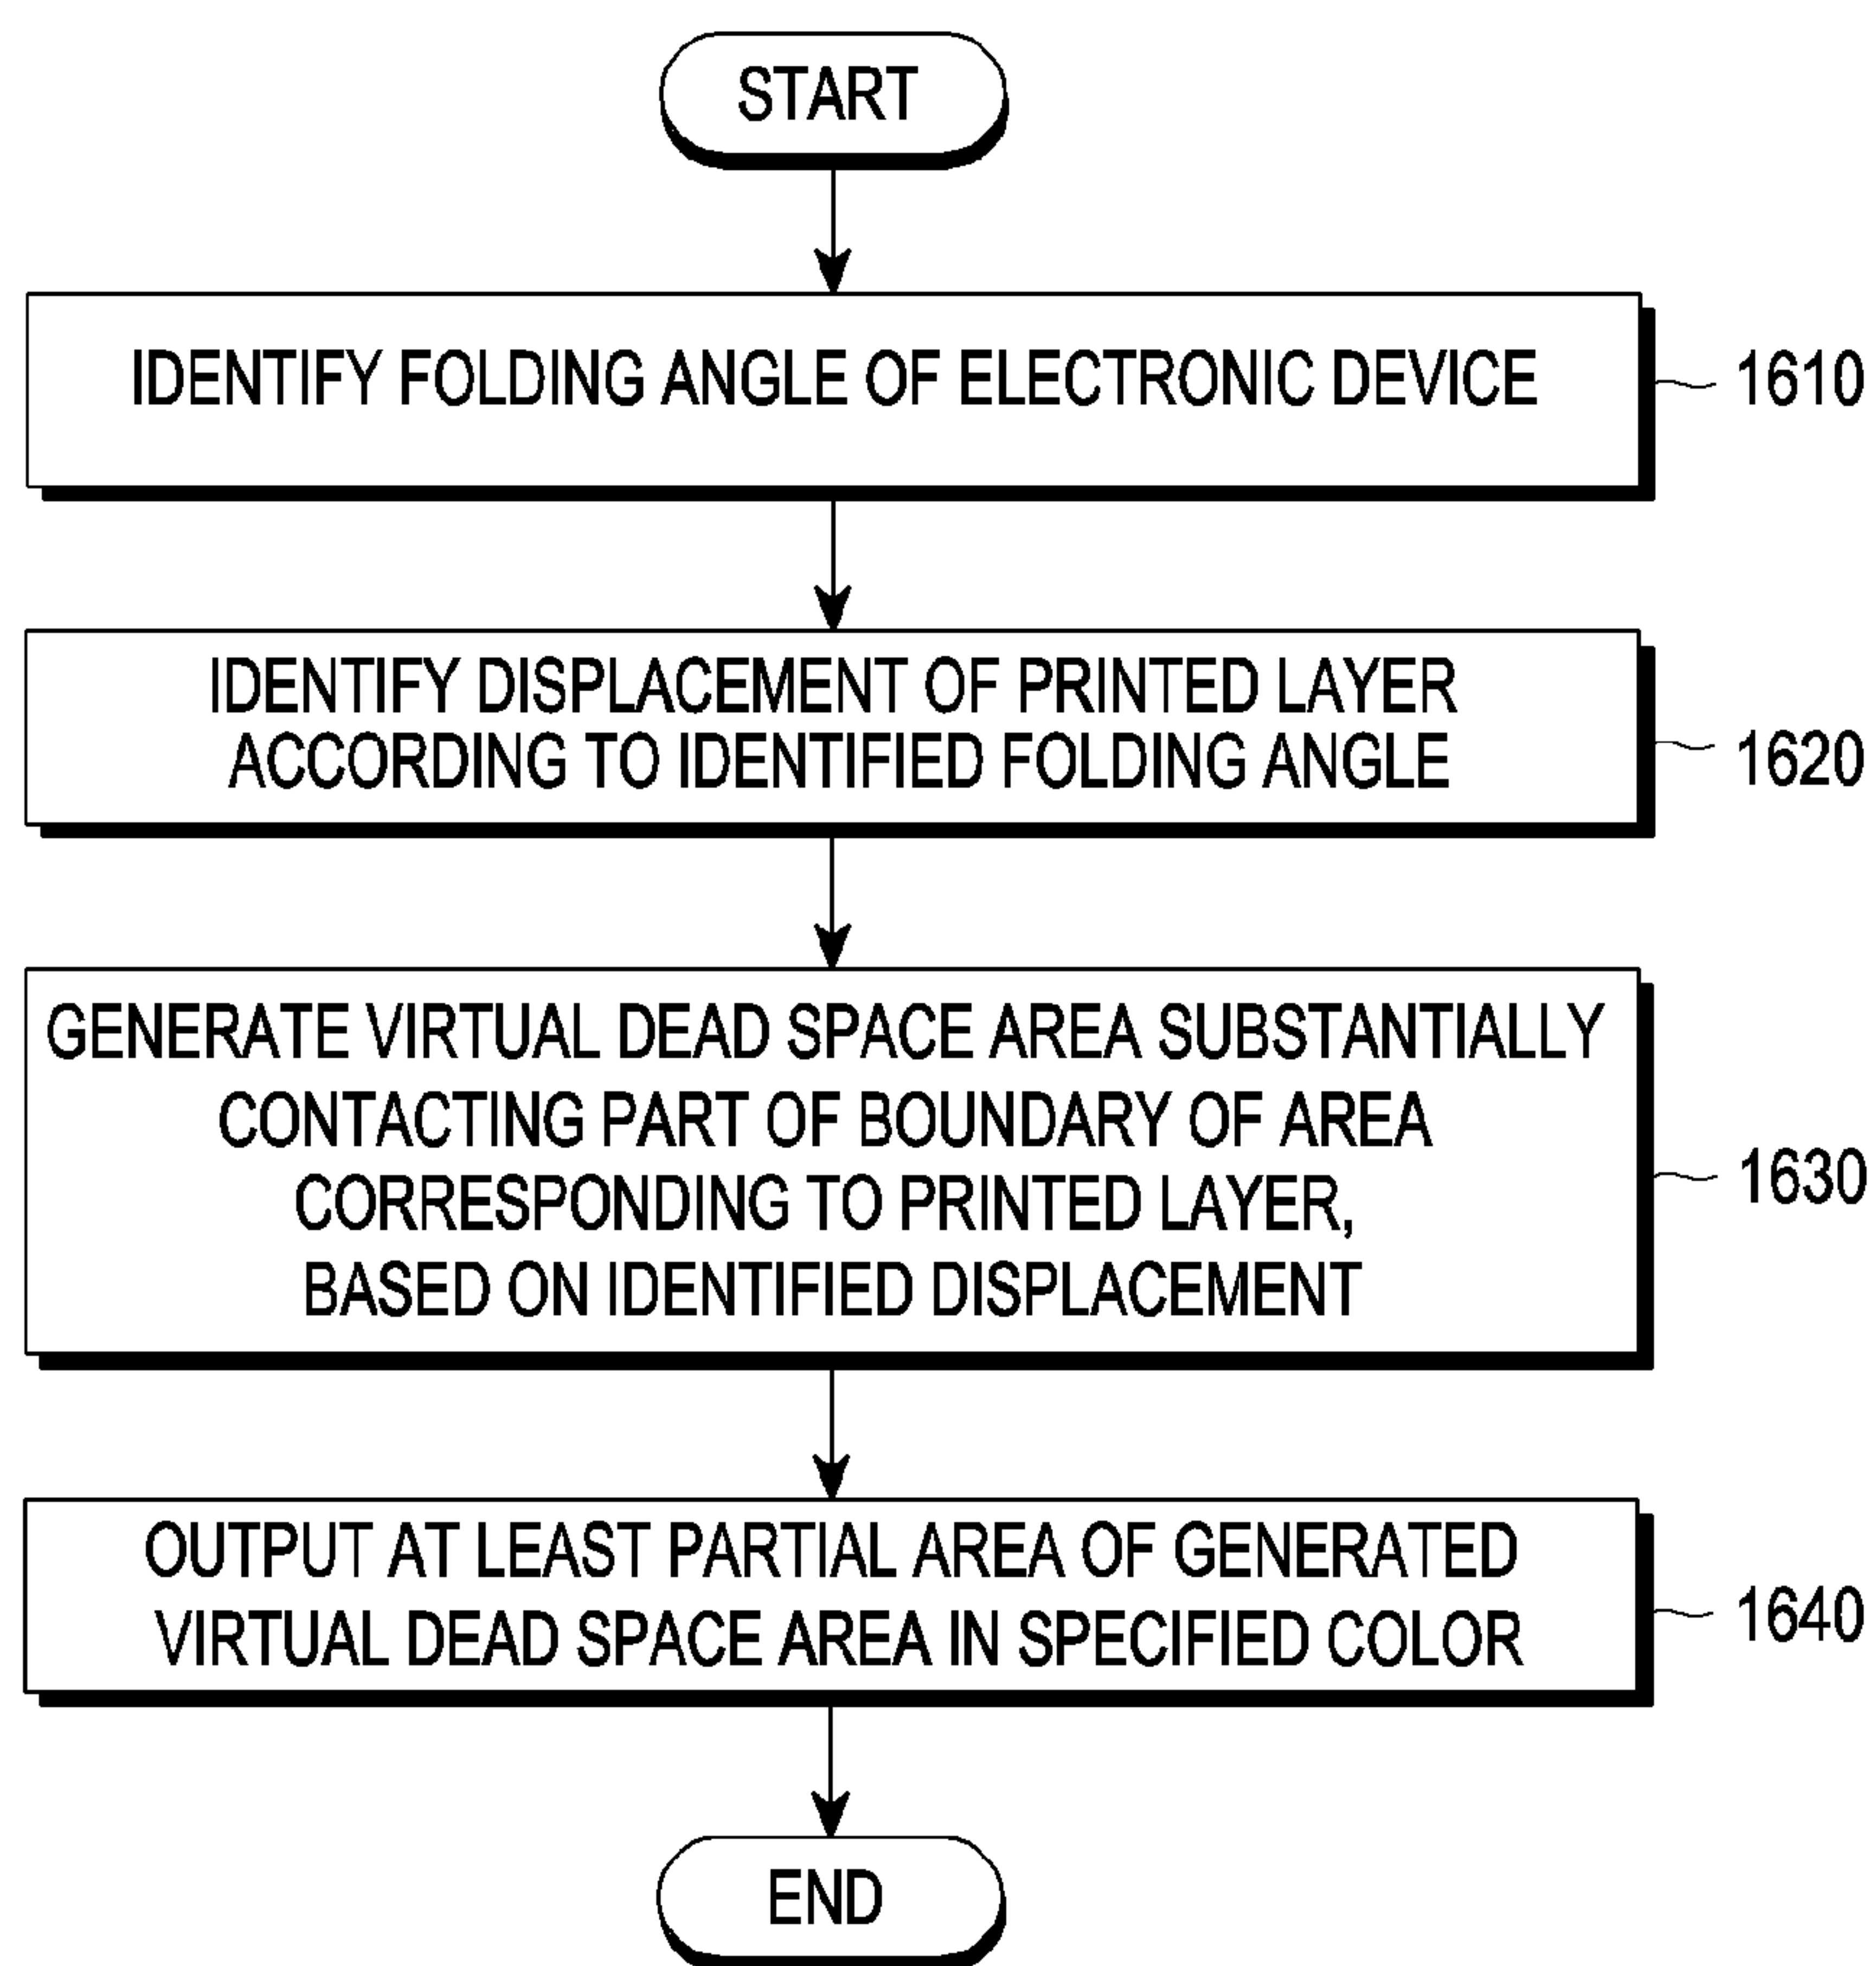 START
IDENTIFY FOLDING ANGLE OF ELECTRONIC DEVICE
1610
IDENTIFY DISPLACEMENT OF PRINTED LAYER
ACCORDING TO IDENTIFIED FOLDING ANGLE
1620
GENERATE VIRTUAL DEAD SPACE AREA SUBSTANTIALLY
CONTACTING PART OF BOUNDARY OF AREA
CORRESPONDING TO PRINTED LAYER,
BASED ON IDENTIFIED DISPLACEMENT
1630
OUTPUT AT LEAST PARTIAL AREA OF GENERATED
VIRTUAL DEAD SPACE AREA IN SPECIFIED COLOR
1640
END